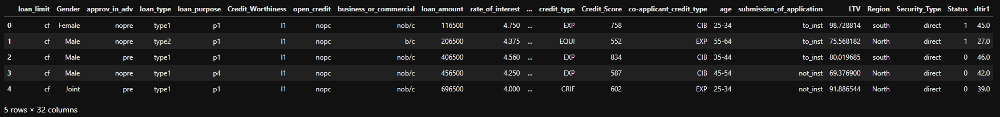 loan_limit Gender approv_in_adv loan_type loan_purpose Credit_Worthiness open_credit business_or_commercial loan_amount rate_of_interest ... credit_type Credit_Score co-applicant_credit_type age submission_of_application LTV Region Security_Type Status dtir1
0 cf Female nopre type1 p1 l1 nopc nob/c 116500 4.750 ... EXP 758 CIB 25-34 to_inst 98.728814 south direct 1 45.0
1 cf Male nopre type2 p1 l1 nopc b/c 206500 4.375 ... EQUI 552 EXP 55-64 to_inst 75.568182 North direct 1 27.0
2 cf Male pre type1 p1 l1 nopc nob/c 406500 4.560 ... EXP 834 CIB 35-44 to_inst 80.019685 south direct 0 46.0
3 cf Male nopre type1 p4 l1 nopc nob/c 456500 4.250 ... EXP 587 CIB 45-54 not_inst 69.376900 North direct 0 42.0
4 cf Joint pre type1 p1 l1 nopc nob/c 696500 4.000 ... CRIF 602 EXP 25-34 not_inst 91.886544 North direct 0 39.0
5 rows × 32 columns